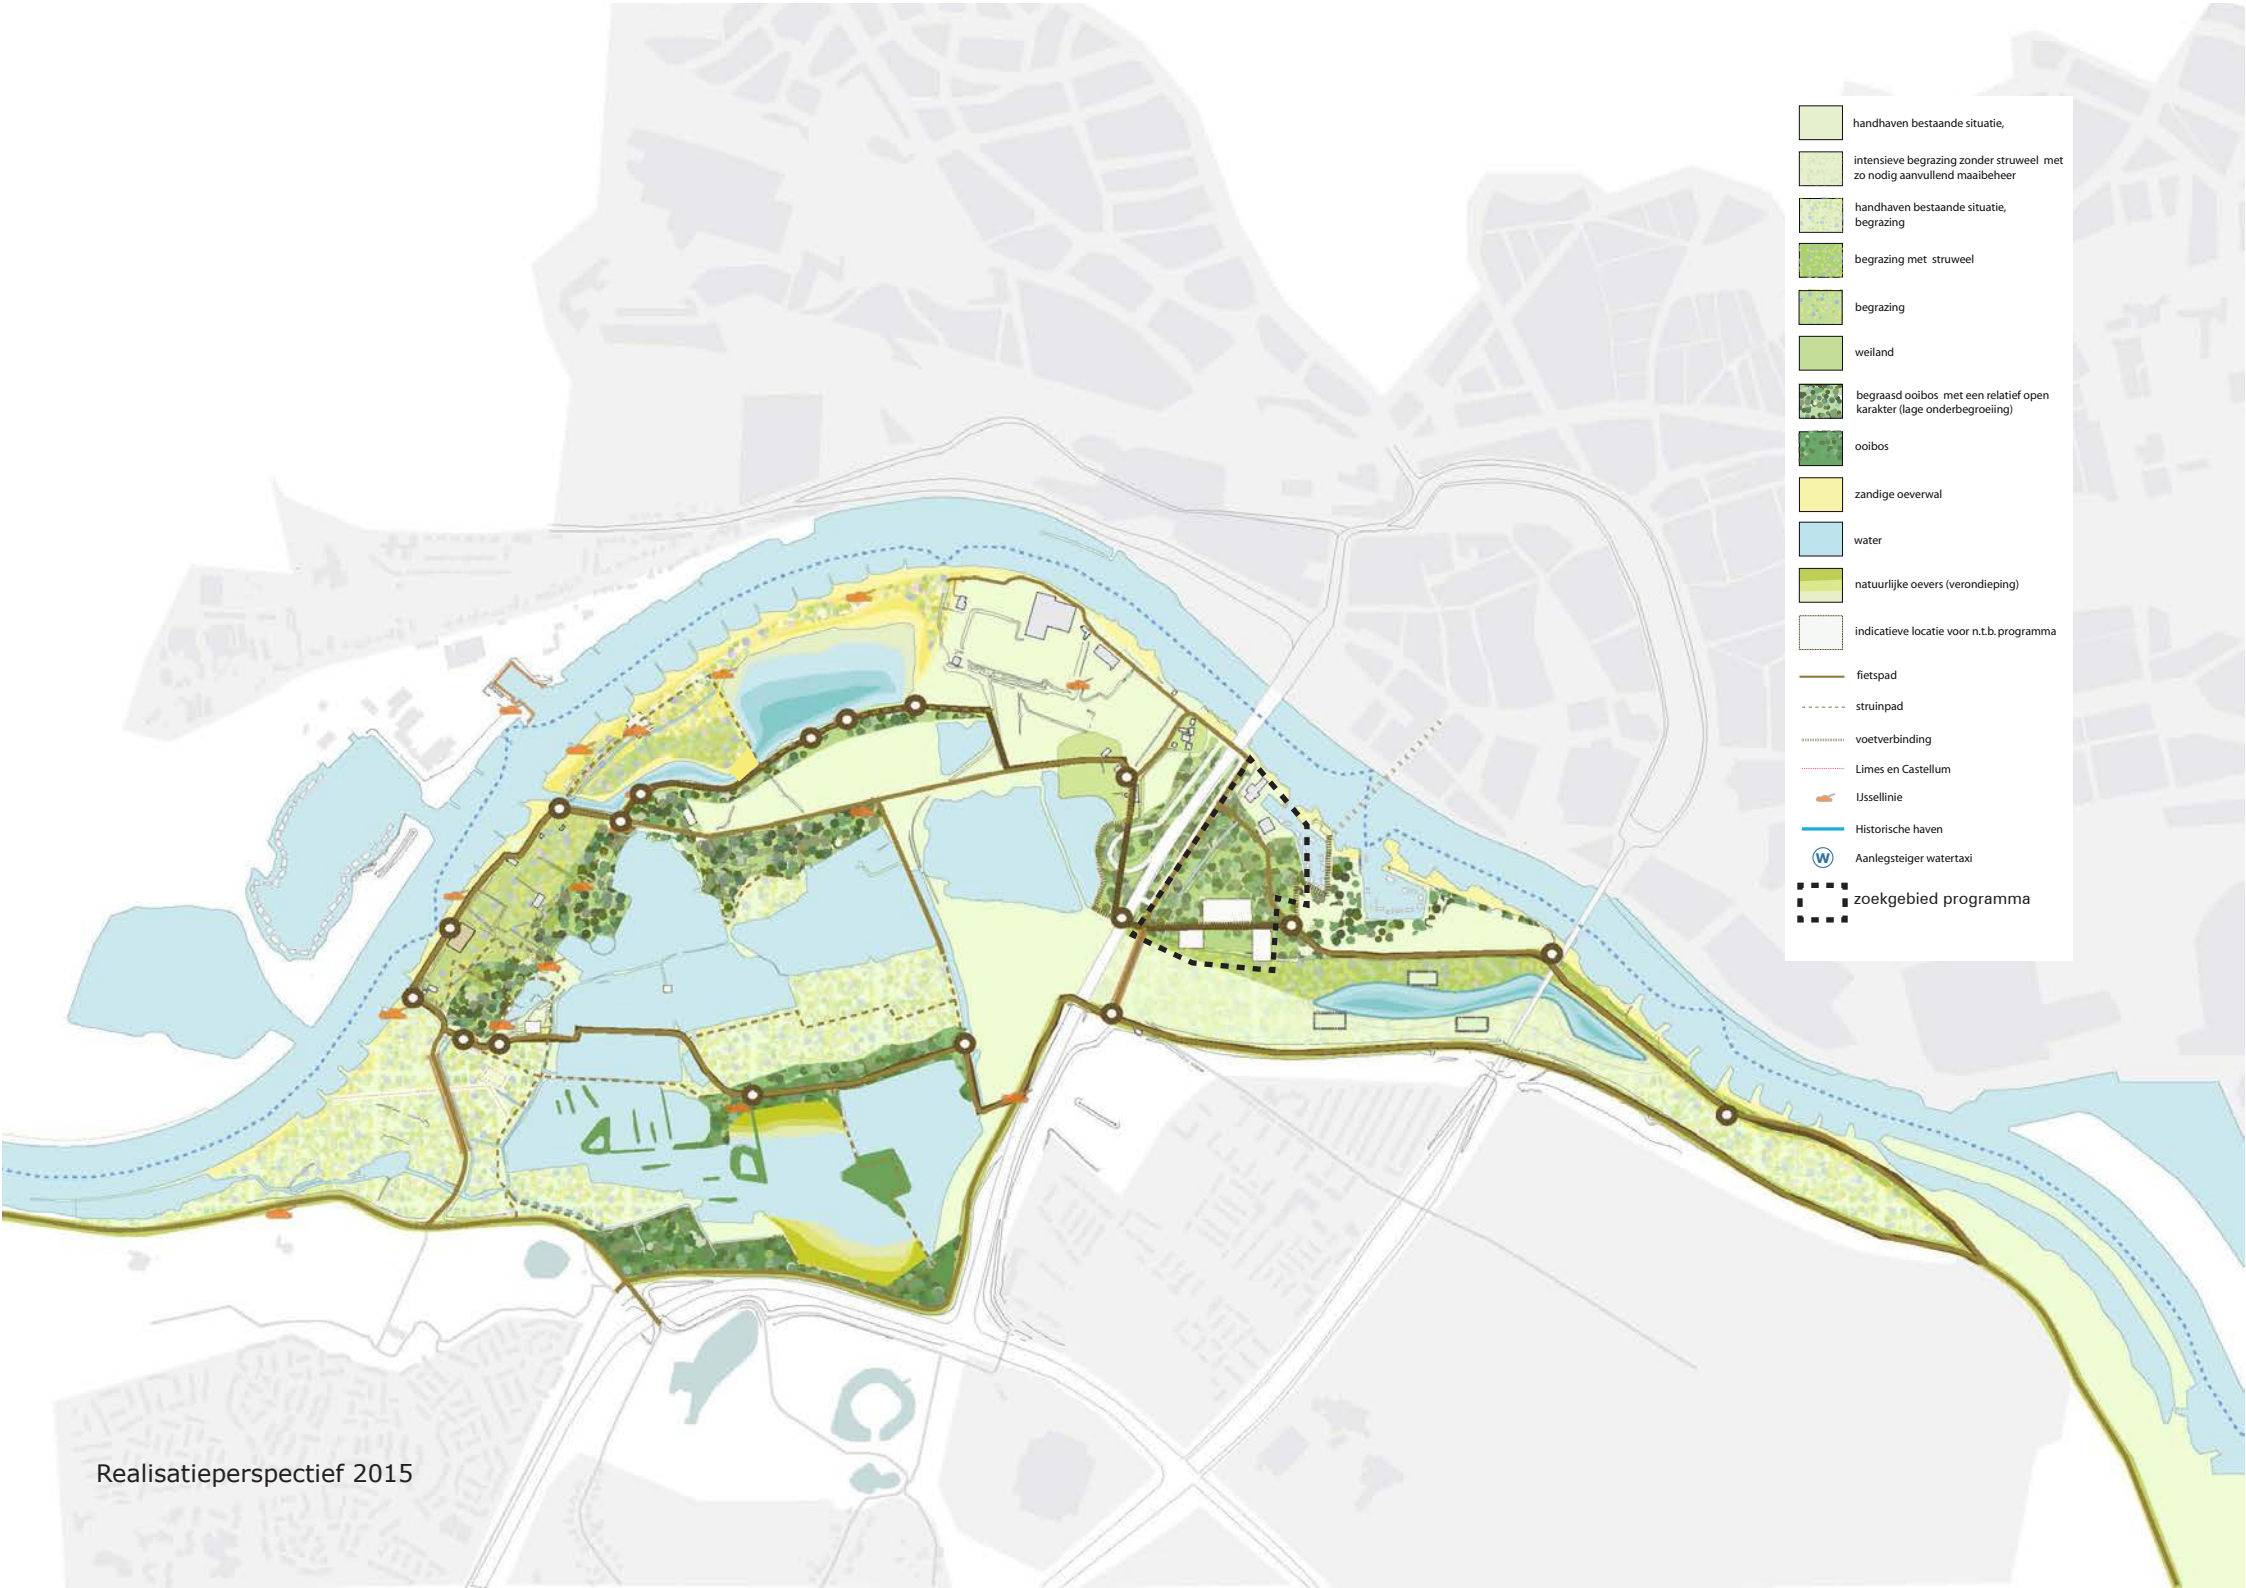 handhaven bestaande situatie,
intensieve begrazing zonder struweel met
zo nodig aanvullend maaibeheer
handhaven bestaande situatie,
begrazing
begrazing met struweel
begrazing
weiland
begraasd ooibos met een relatief open
karakter (lage onderbegroeiing)
ooibos
zandige oeverwal
water
natuurlijke oevers (verondieping)
indicatieve locatie voor n.t.b. programma
fietspad
struinpad
voetverbinding
Limes en Castellum
IJssellinie
Historische haven
W Aanlegsteiger watertaxi
zoekgebied programma
Realisatieperspectief 2015